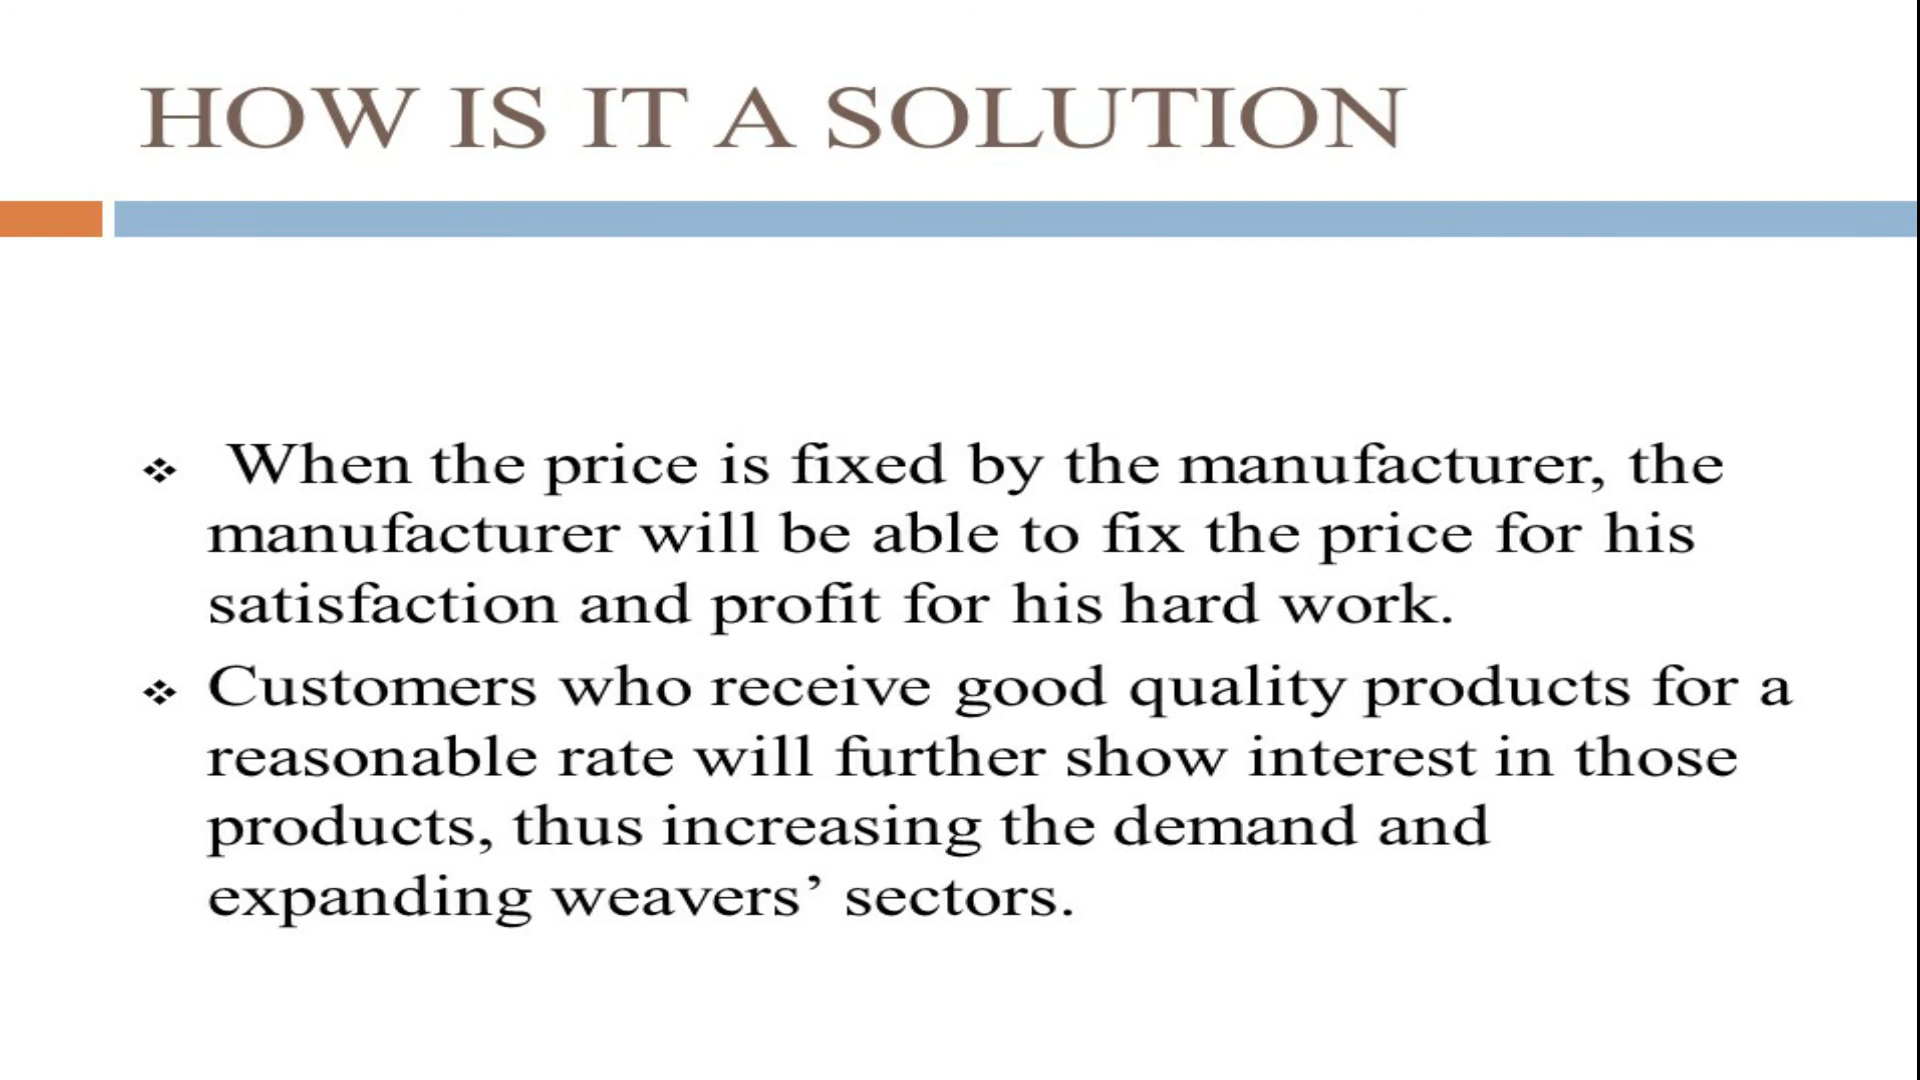 HOW IS IT A SOLUTION
❖ When the price is fixed by the manufacturer, the
manufacturer will be able to fix the price for his
satisfaction and profit for his hard work.
❖ Customers who receive good quality products for a
reasonable rate will further show interest in those
products, thus increasing the demand and
expanding weavers’ sectors.